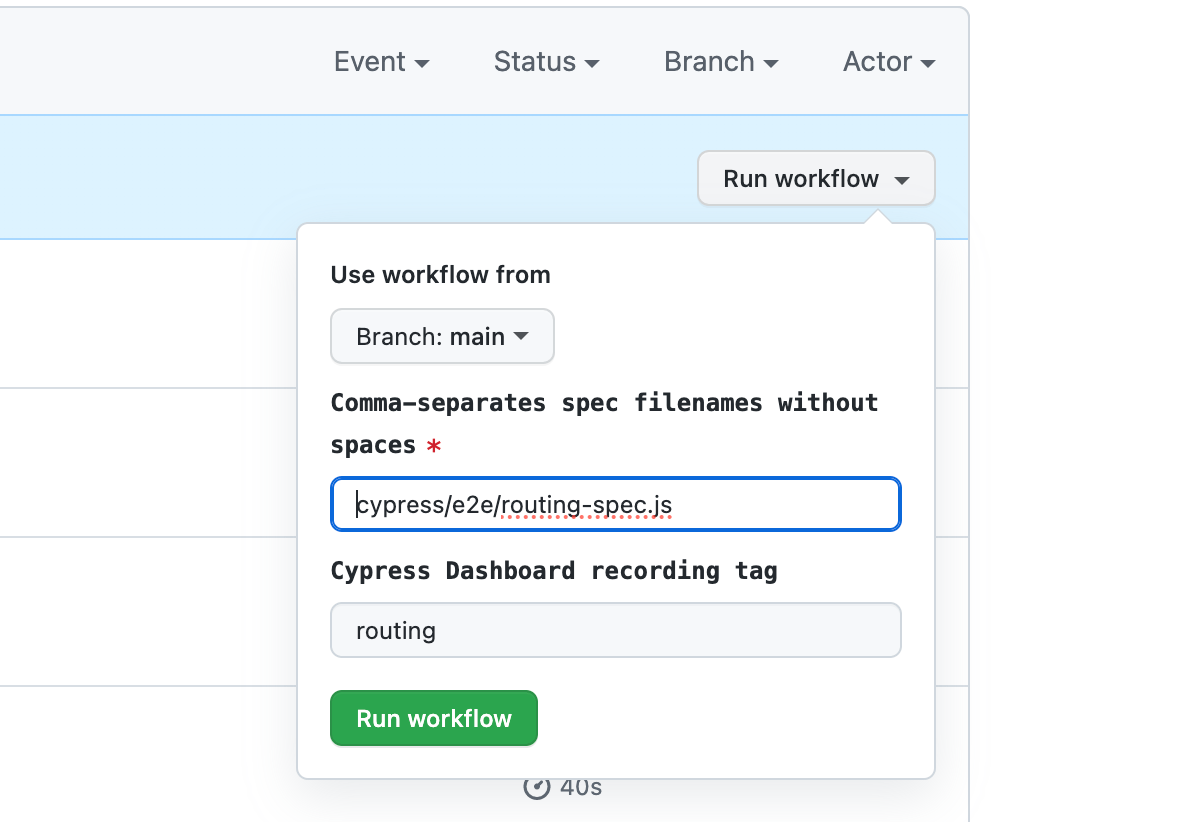 Event Status Branch Actor
Run workflow
Use workflow from
Branch: main
Comma-separates spec filenames without
spaces *
cypress/e2e/routing-spec.js
Cypress Dashboard recording tag
routing
Run workflow
40s